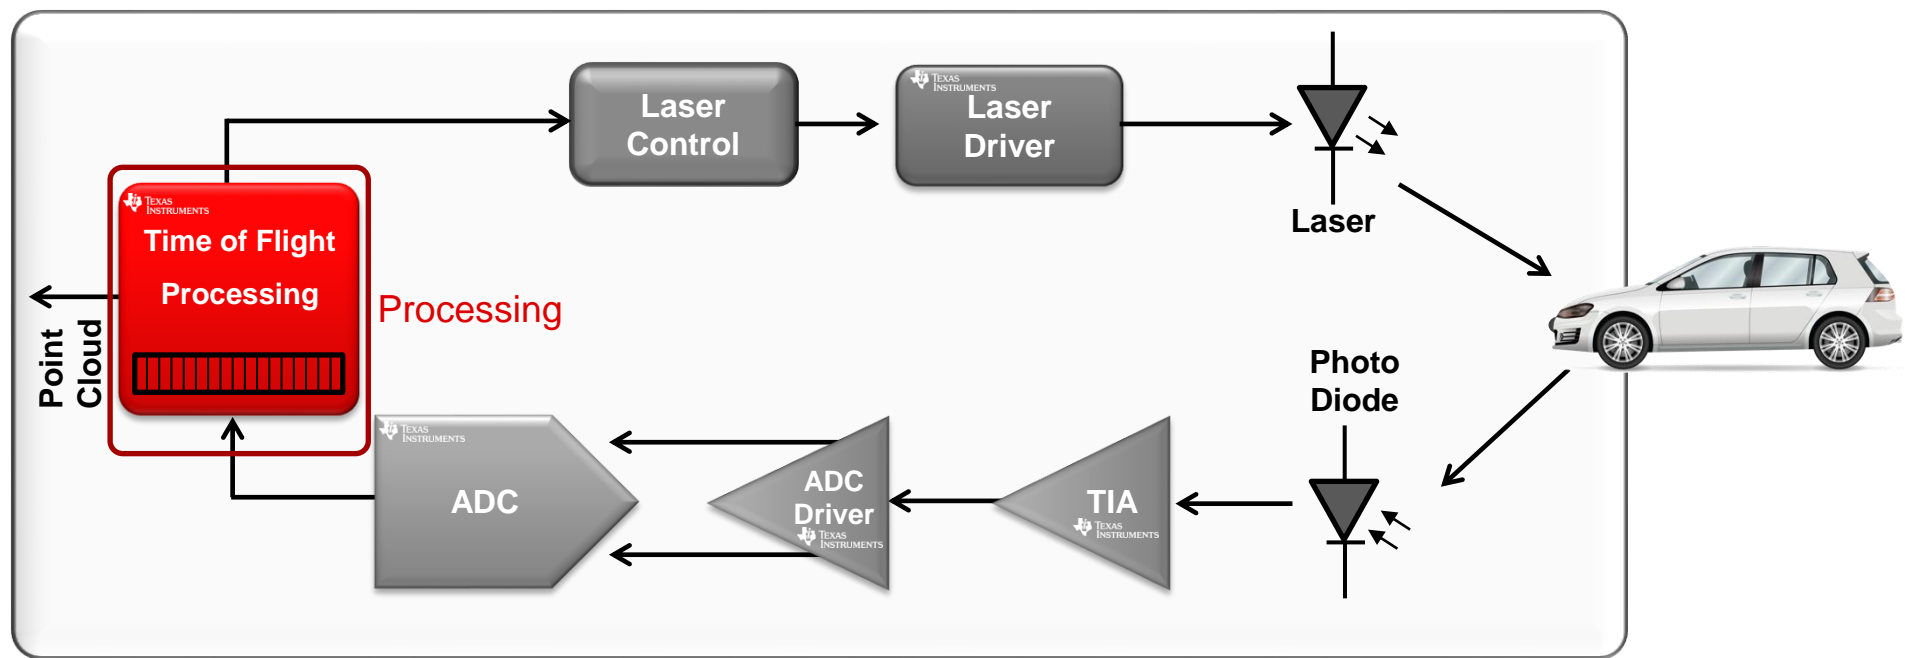 Laser
Control
TEXAS
INSTRUMENTS
Laser
Driver
Laser
TEXAS
INSTRUMENTS
Time of Flight
Processing
Processing
Point
Cloud
Photo
Diode
TEXAS
INSTRUMENTS
ADC
ADC
Driver
TEXAS
INSTRUMENTS
TIA
TEXAS
INSTRUMENTS